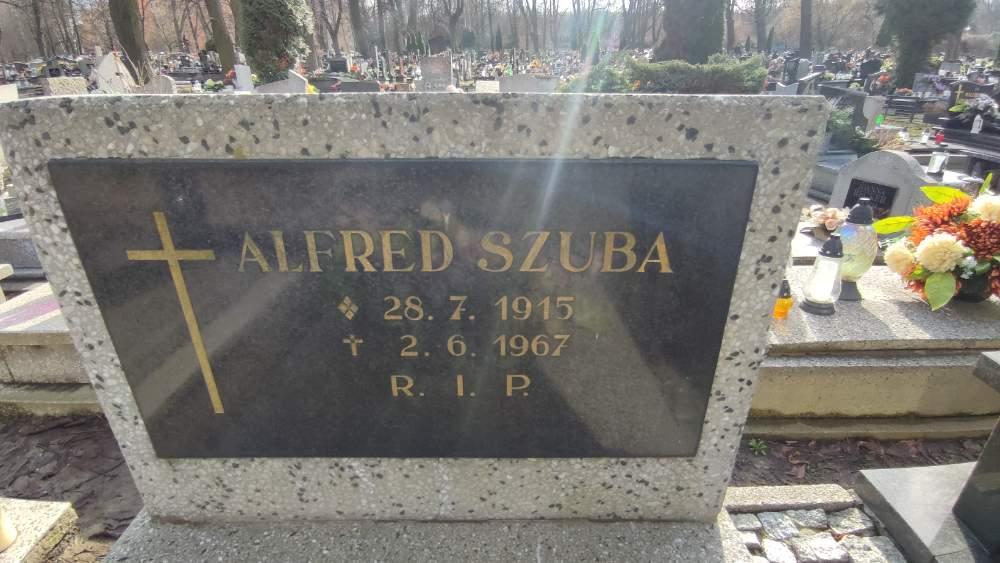 ALFRED SZUBA
28. 7. 1915
2. 6. 1967
R. I. P.